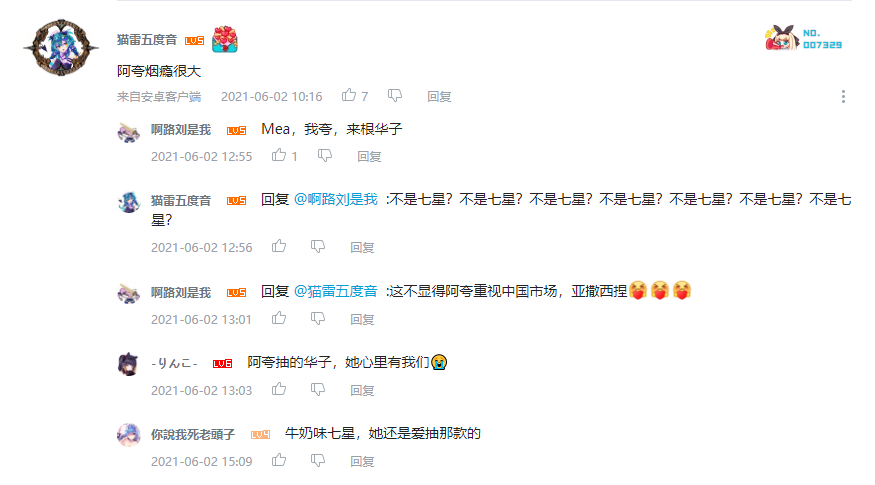 猫雷五度音 LV5
NO.
007329
阿夸烟瘾很大
来自安卓客户端 2021-06-02 10:16 7 回复
啊路刘是我 LV5 Mea，我夸，来根华子
2021-06-02 12:55 1 回复
猫雷五度音 LV5 回复 @啊路刘是我 :不是七星？不是七星？不是七星？不是七星？不是七星？不是七星？不是七
星？
2021-06-02 12:56 回复
啊路刘是我 LV5 回复 @猫雷五度音 :这不显得阿夸重视中国市场，亚撒西捏
2021-06-02 13:01 回复
-りんこ- LV6 阿夸抽的华子，她心里有我们😭
2021-06-02 13:03 回复
你說我死老頭子 LV4 牛奶味七星，她还是爱抽那款的
2021-06-02 15:09 回复